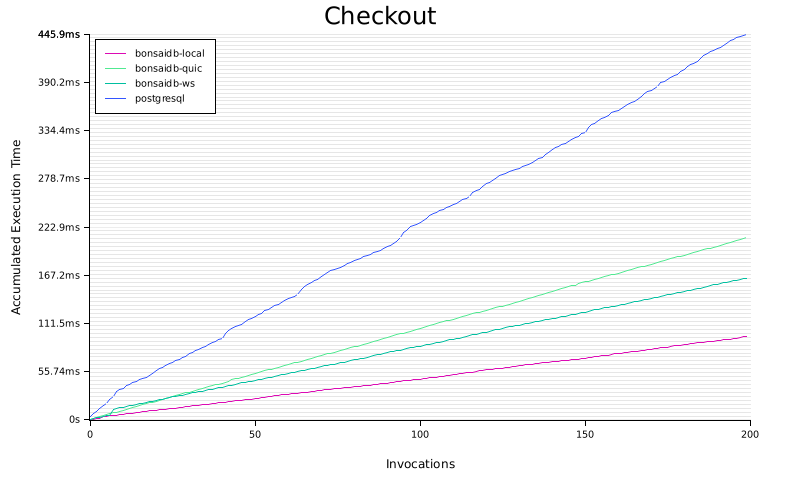 Checkout
445.9ms
390.2ms
334.4ms
278.7ms
222.9ms
167.2ms
111.5ms
55.74ms
0s
Accumulated Execution Time
bonsaidb-local
bonsaidb-quic
bonsaidb-ws
postgresql
0
50
100
150
200
Invocations